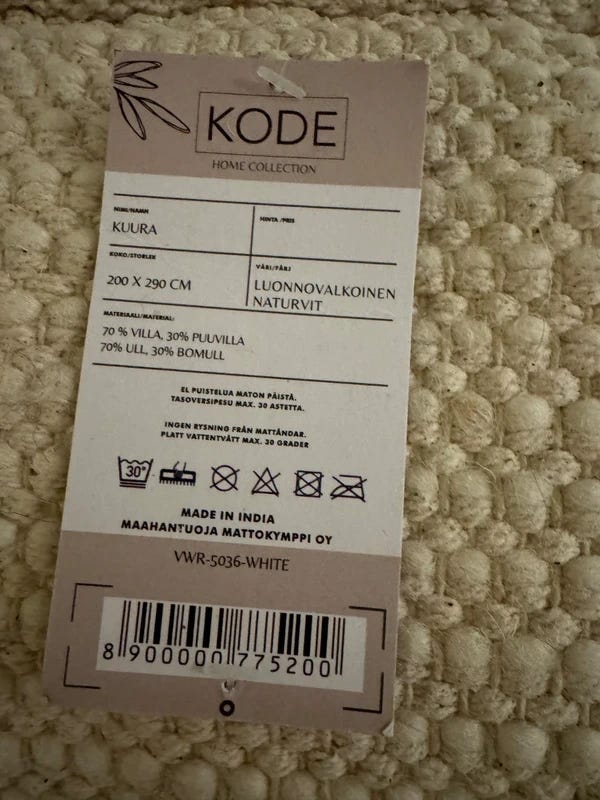 KODE
HOME COLLECTION
NIMI/NAMN
KUURA
HINTA /PRIS
KOKO/STORLEK
200 X 290 CM
VÄRI/FÄRJ
LUONNOVALKOINEN
NATURVIT
MATERIAALI/MATERIAL:
70 % VILLA, 30% PUUVILLA
70% ULL, 30% BOMULL
EL PUISTELUA MATON PÄISTÄ.
TASOVERSIPESU MAX. 30 ASTETTA.
INGEN RYSNING FRÅN MATTÄNDAR.
PLATT VATTENTVÄTT MAX. 30 GRADER
30°
MADE IN INDIA
MAAHANTUOJA MATTOKYMPPI OY
VWR-5036-WHITE
8 900000 775200